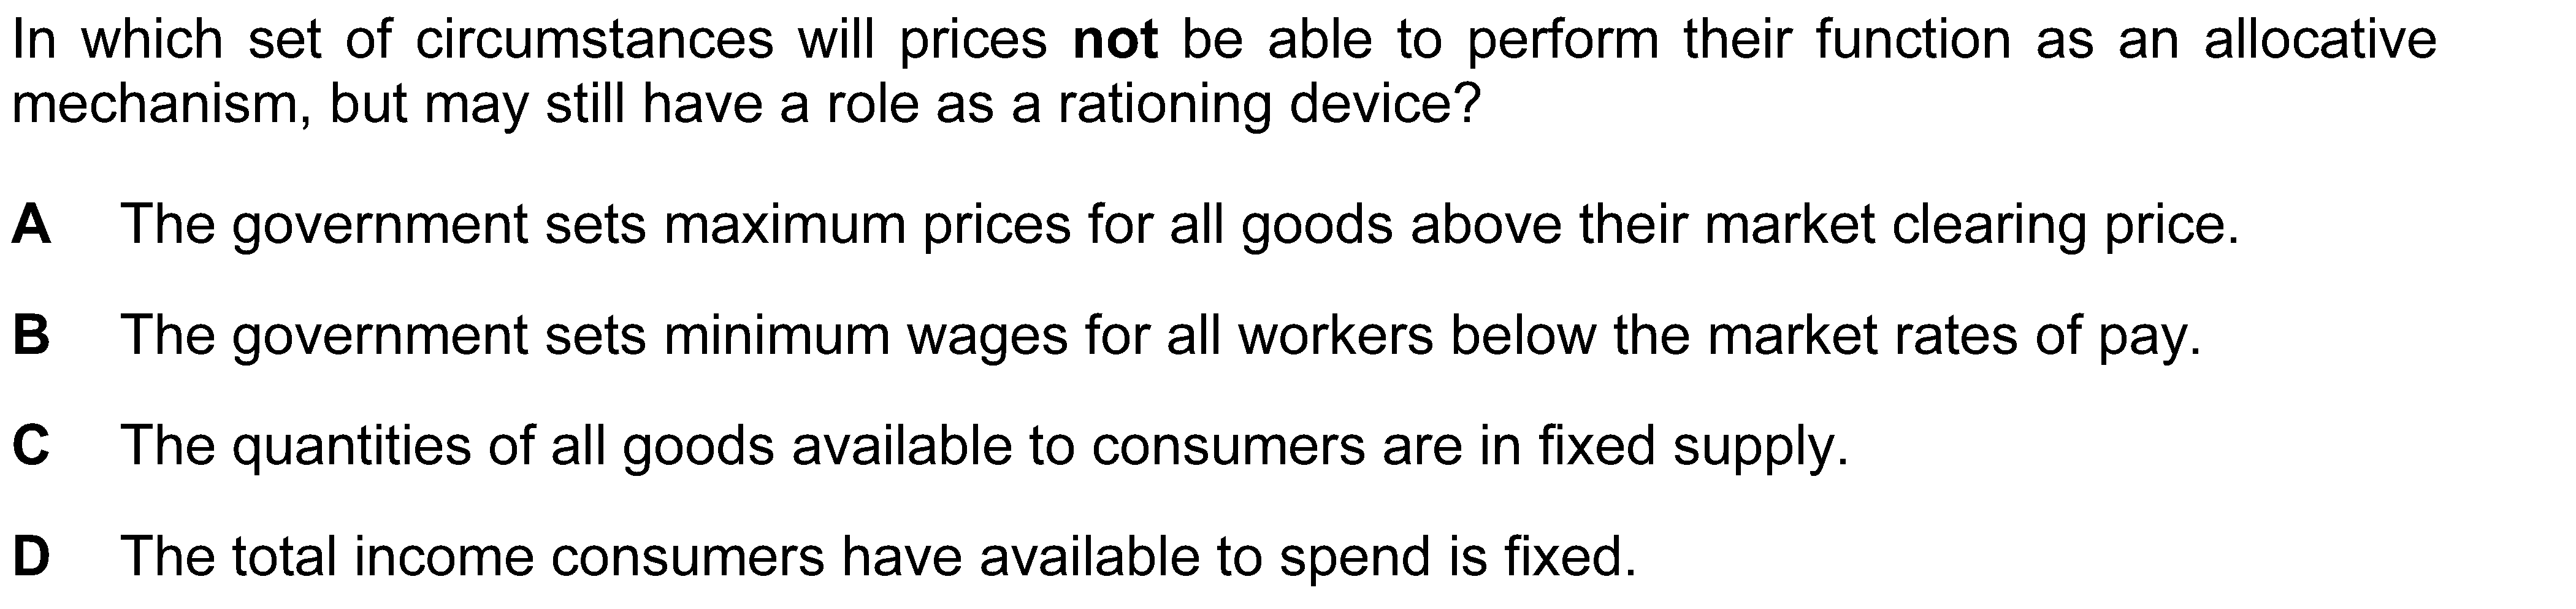 In which set of circumstances will prices not be able to perform their function as an allocative
mechanism, but may still have a role as a rationing device?
A The government sets maximum prices for all goods above their market clearing price.
B The government sets minimum wages for all workers below the market rates of pay.
C The quantities of all goods available to consumers are in fixed supply.
D The total income consumers have available to spend is fixed.